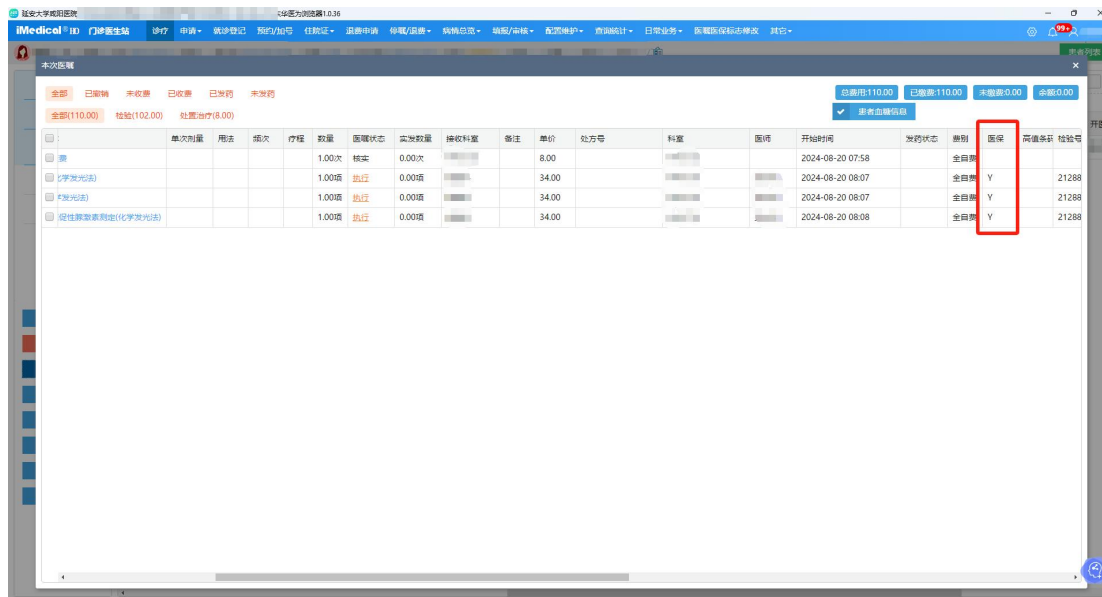 延安大学咸阳医院
华医为浏览器1.0.36
iMedical HD 门诊医生站 诊疗 申请 就诊登记 预约/加号 住院证 退费申请 停嘱/退费 病情总览 填报/审核 配置维护 查询统计 日常业务 医嘱医保标志修改 其它 99+
患者列表
本次医嘱 ×
全部 已撤销 未收费 已收费 已发药 未发药 总费用:110.00 已缴费:110.00 未缴费:0.00 余额:0.00
全部(110.00) 检验(102.00) 处置治疗(8.00) 患者血糖信息
单次剂量 用法 频次 疗程 数量 医嘱状态 实发数量 接收科室 备注 单价 处方号 科室 医师 开始时间 发药状态 费别 医保 高值条码 检验号
费 1.00次 核实 0.00次 8.00 2024-08-20 07:58 全自费
化学发光法) 1.00项 执行 0.00项 34.00 2024-08-20 08:07 全自费 Y 21288
学发光法) 1.00项 执行 0.00项 34.00 2024-08-20 08:07 全自费 Y 21288
促性腺激素测定(化学发光法) 1.00项 执行 0.00项 34.00 2024-08-20 08:08 全自费 Y 21288